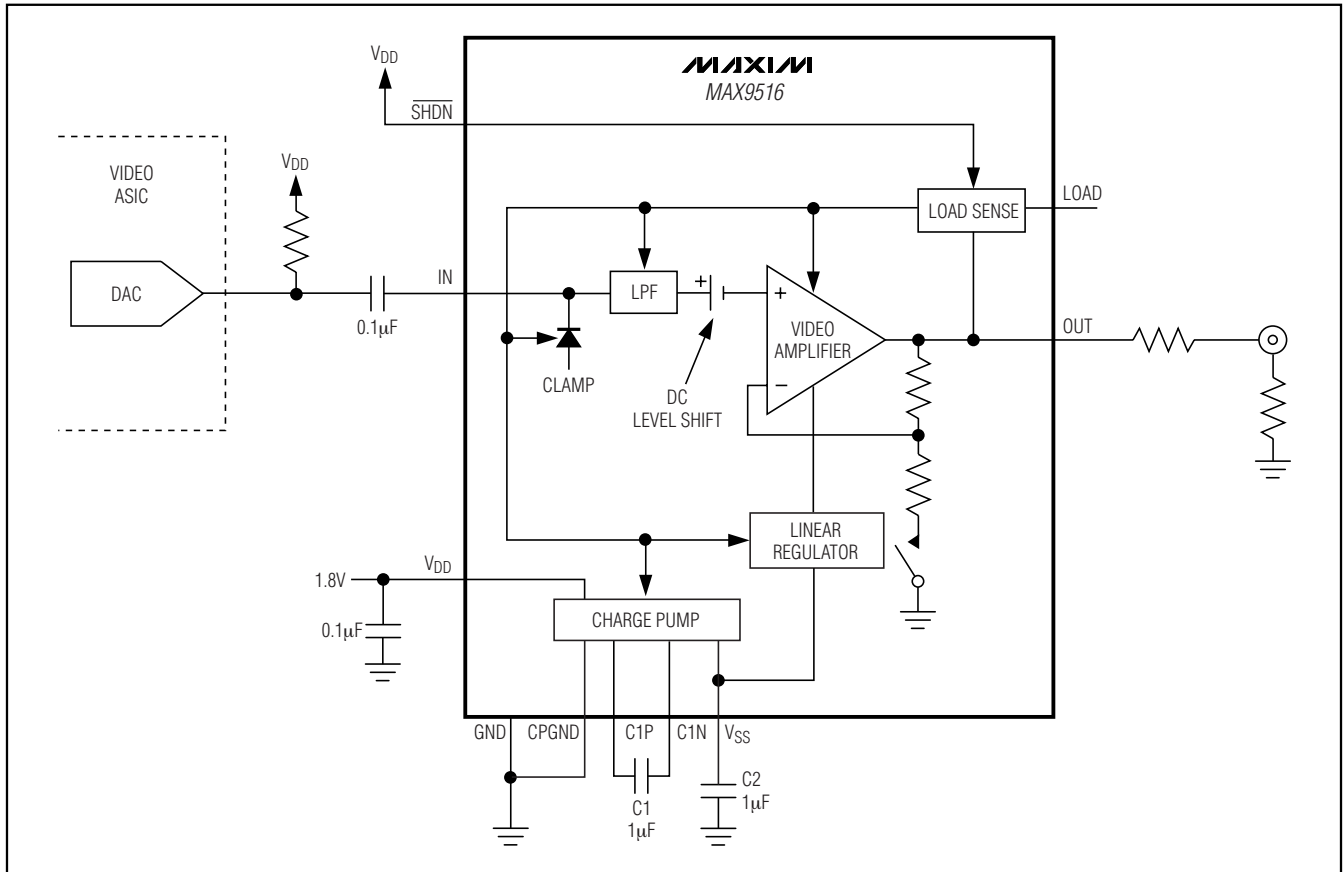 VDD
MAXIM
MAX9516
SHDN
VIDEO
ASIC
VDD
LOAD SENSE
LOAD
DAC
IN
0.1µF
LPF
+
+
VIDEO
AMPLIFIER
−
OUT
CLAMP
DC
LEVEL SHIFT
LINEAR
REGULATOR
1.8V
VDD
0.1µF
CHARGE PUMP
GND
CPGND
C1P
C1N
VSS
C1
1µF
C2
1µF